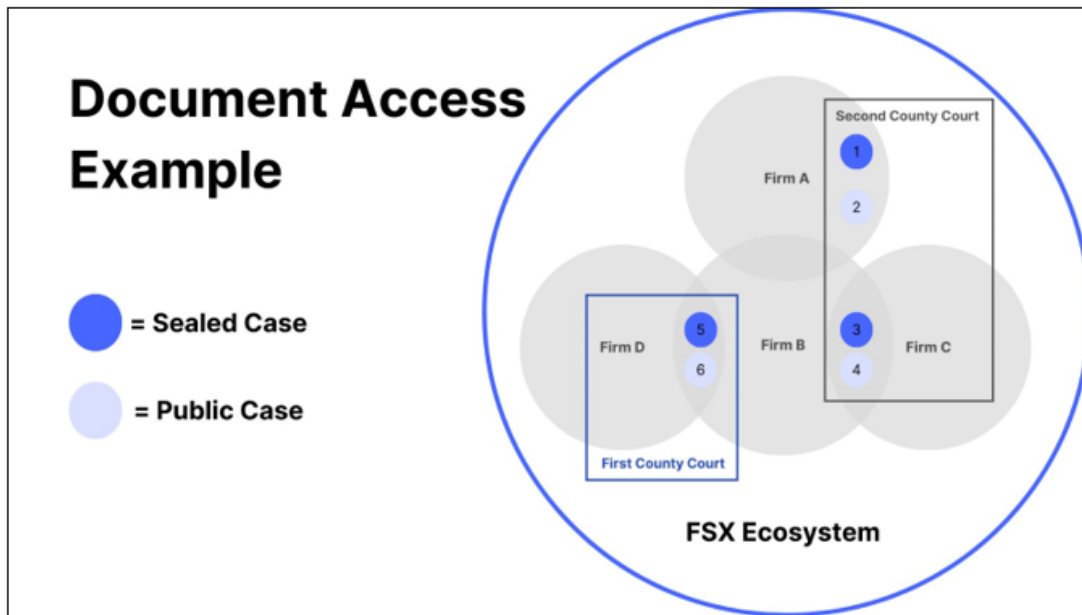 Document Access
Example
= Sealed Case
= Public Case
Second County Court
1
Firm A
2
Firm D
5
Firm B
3
Firm C
6
4
First County Court
FSX Ecosystem